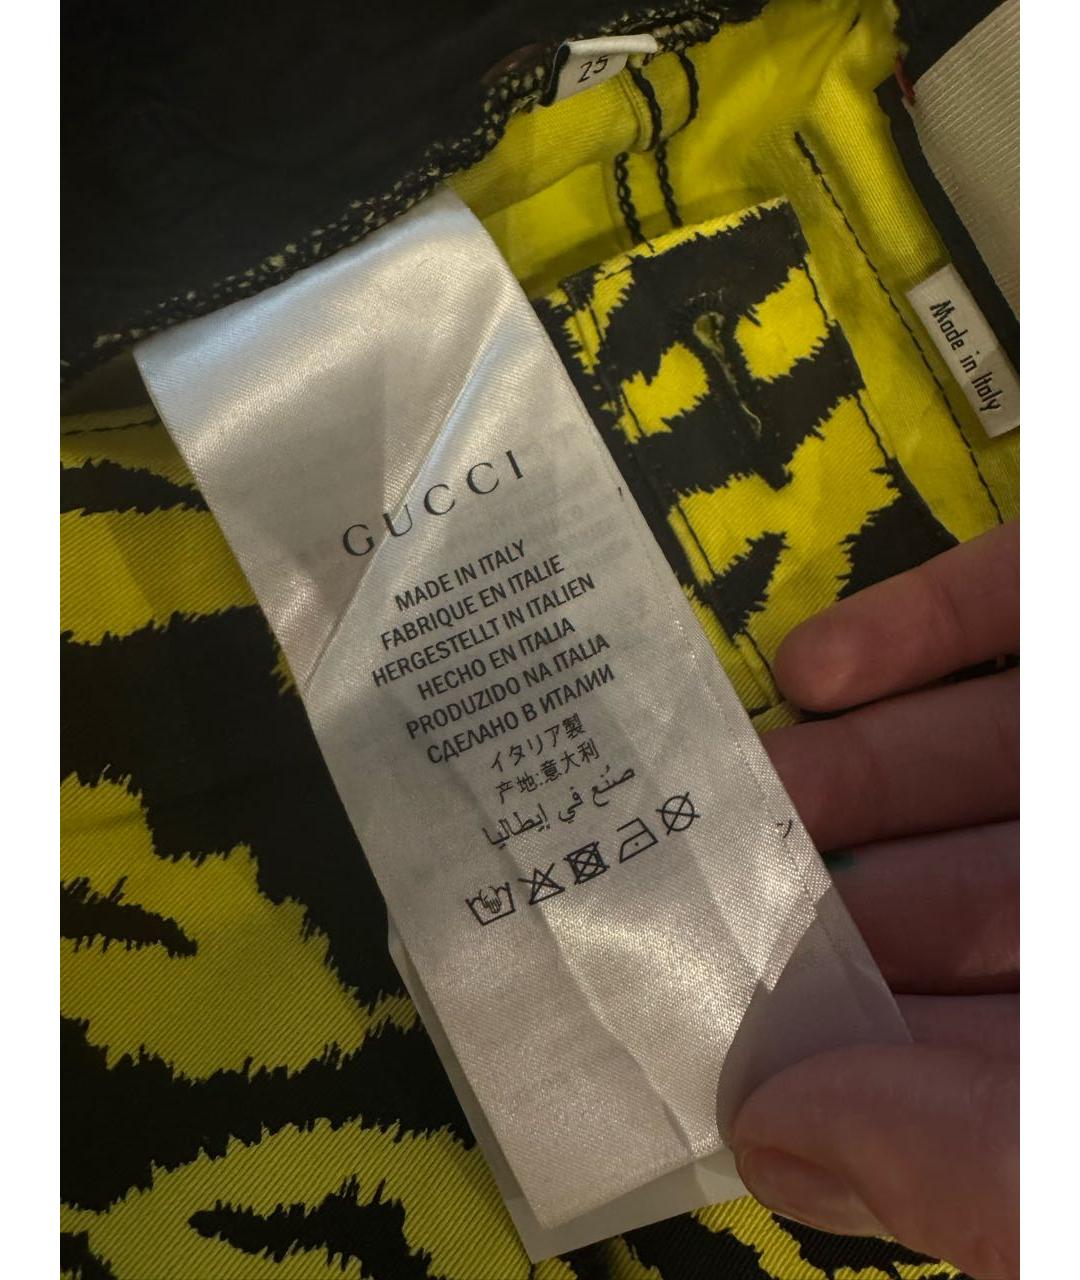 25
Made in Italy
GUCCI
MADE IN ITALY
FABRIQUE EN ITALIE
HERGESTELLT IN ITALIEN
HECHO EN ITALIA
PRODUZIDO NA ITALIA
СДЕЛАНО В ИТАЛИИ
イタリア製
产地:意大利
صنع في إيطاليا